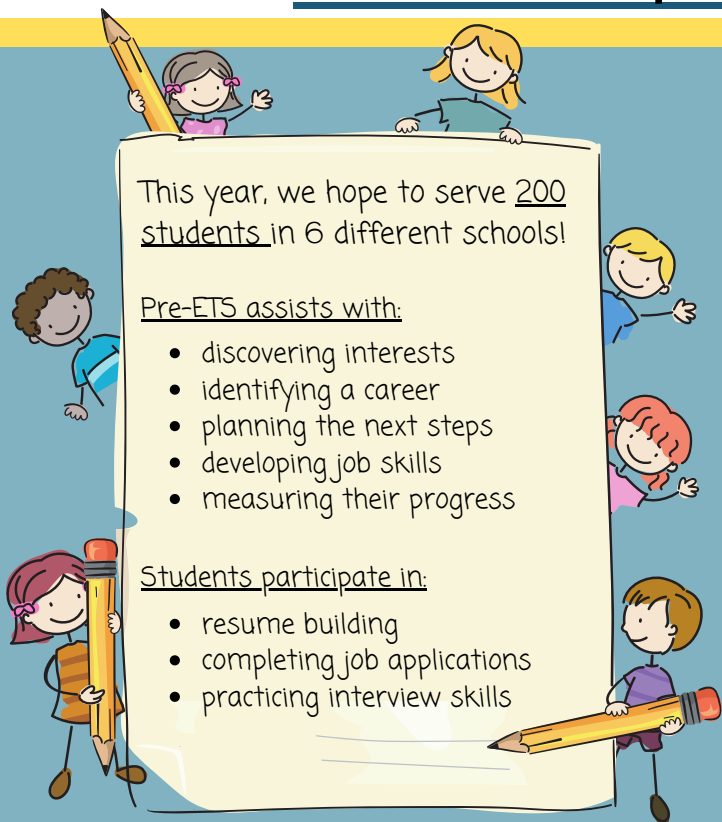 This year, we hope to serve 200
students in 6 different schools!
Pre-ETS assists with:
• discovering interests
• identifying a career
• planning the next steps
• developing job skills
• measuring their progress
Students participate in:
• resume building
• completing job applications
• practicing interview skills